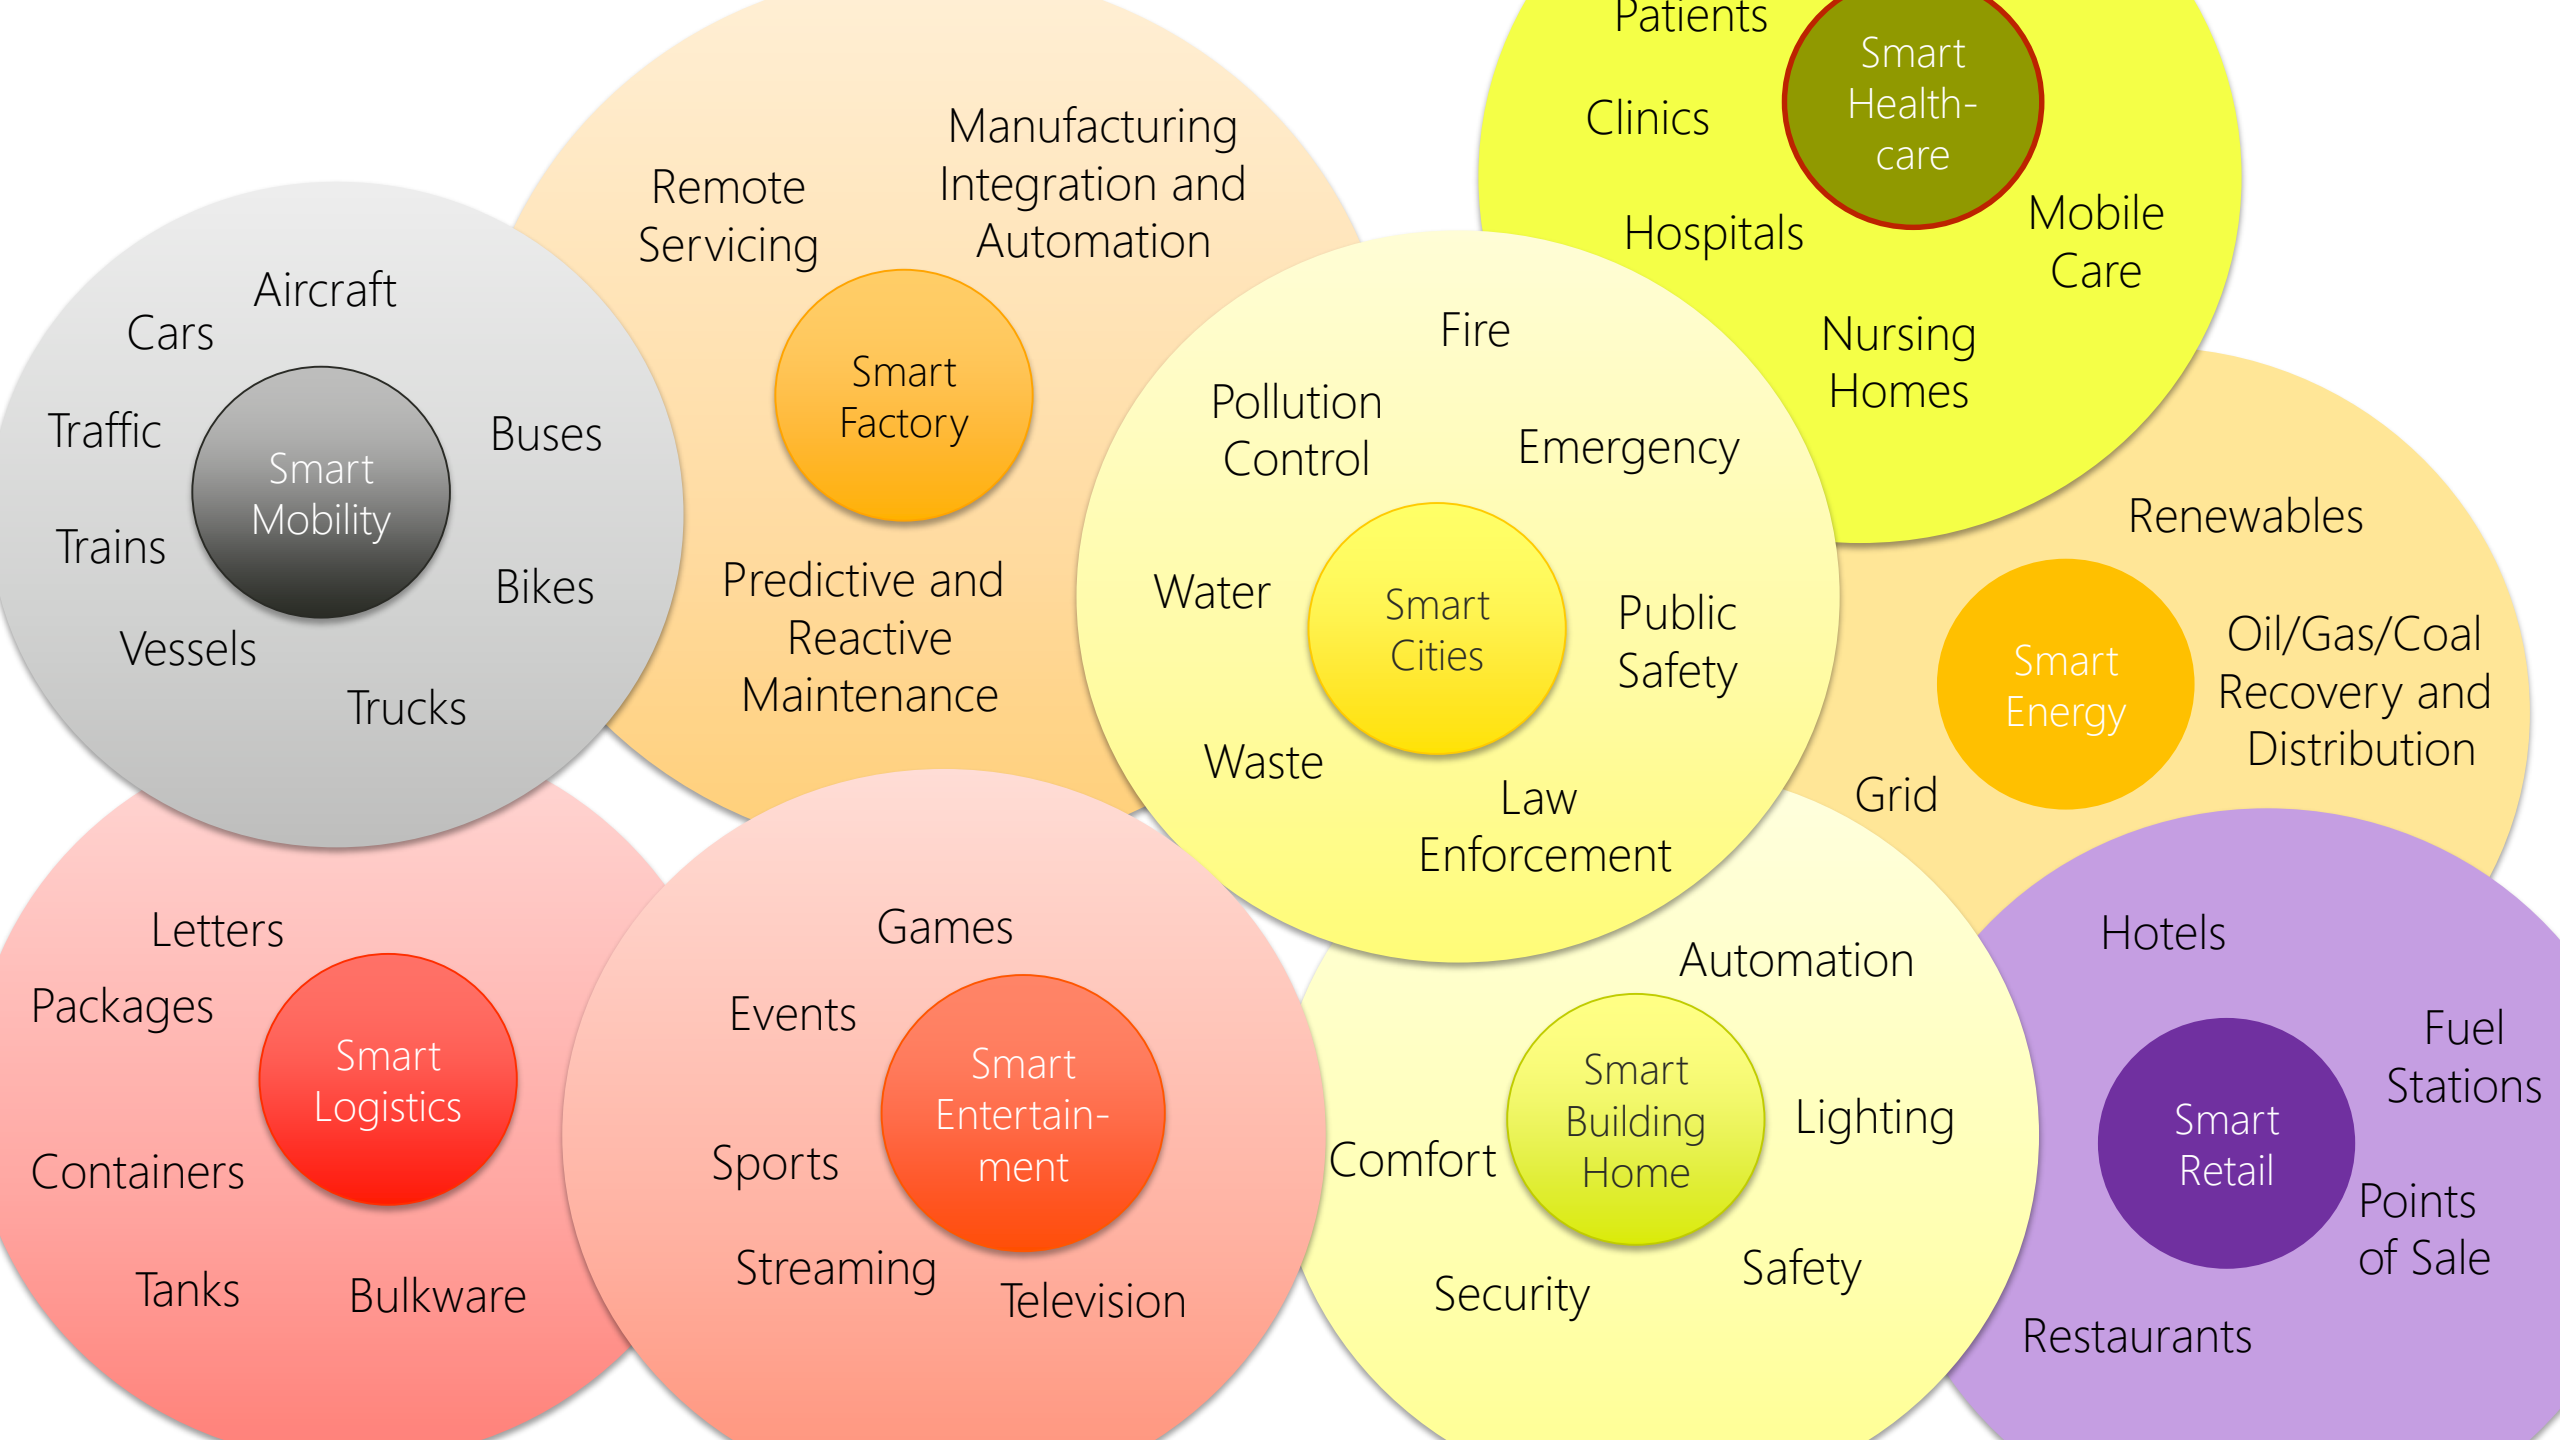 Aircraft
Cars
Traffic
Smart
Mobility
Buses
Trains
Bikes
Vessels
Trucks
Remote
Servicing
Manufacturing
Integration and
Automation
Smart
Factory
Predictive and
Reactive
Maintenance
Patients
Smart
Health-
care
Clinics
Hospitals
Mobile
Care
Nursing
Homes
Fire
Pollution
Control
Emergency
Water
Smart
Cities
Public
Safety
Waste
Law
Enforcement
Renewables
Smart
Energy
Oil/Gas/Coal
Recovery and
Distribution
Grid
Letters
Packages
Smart
Logistics
Containers
Tanks
Bulkware
Games
Events
Smart
Entertain-
ment
Sports
Streaming
Television
Automation
Smart
Building
Home
Lighting
Comfort
Safety
Security
Hotels
Fuel
Stations
Smart
Retail
Points
of Sale
Restaurants